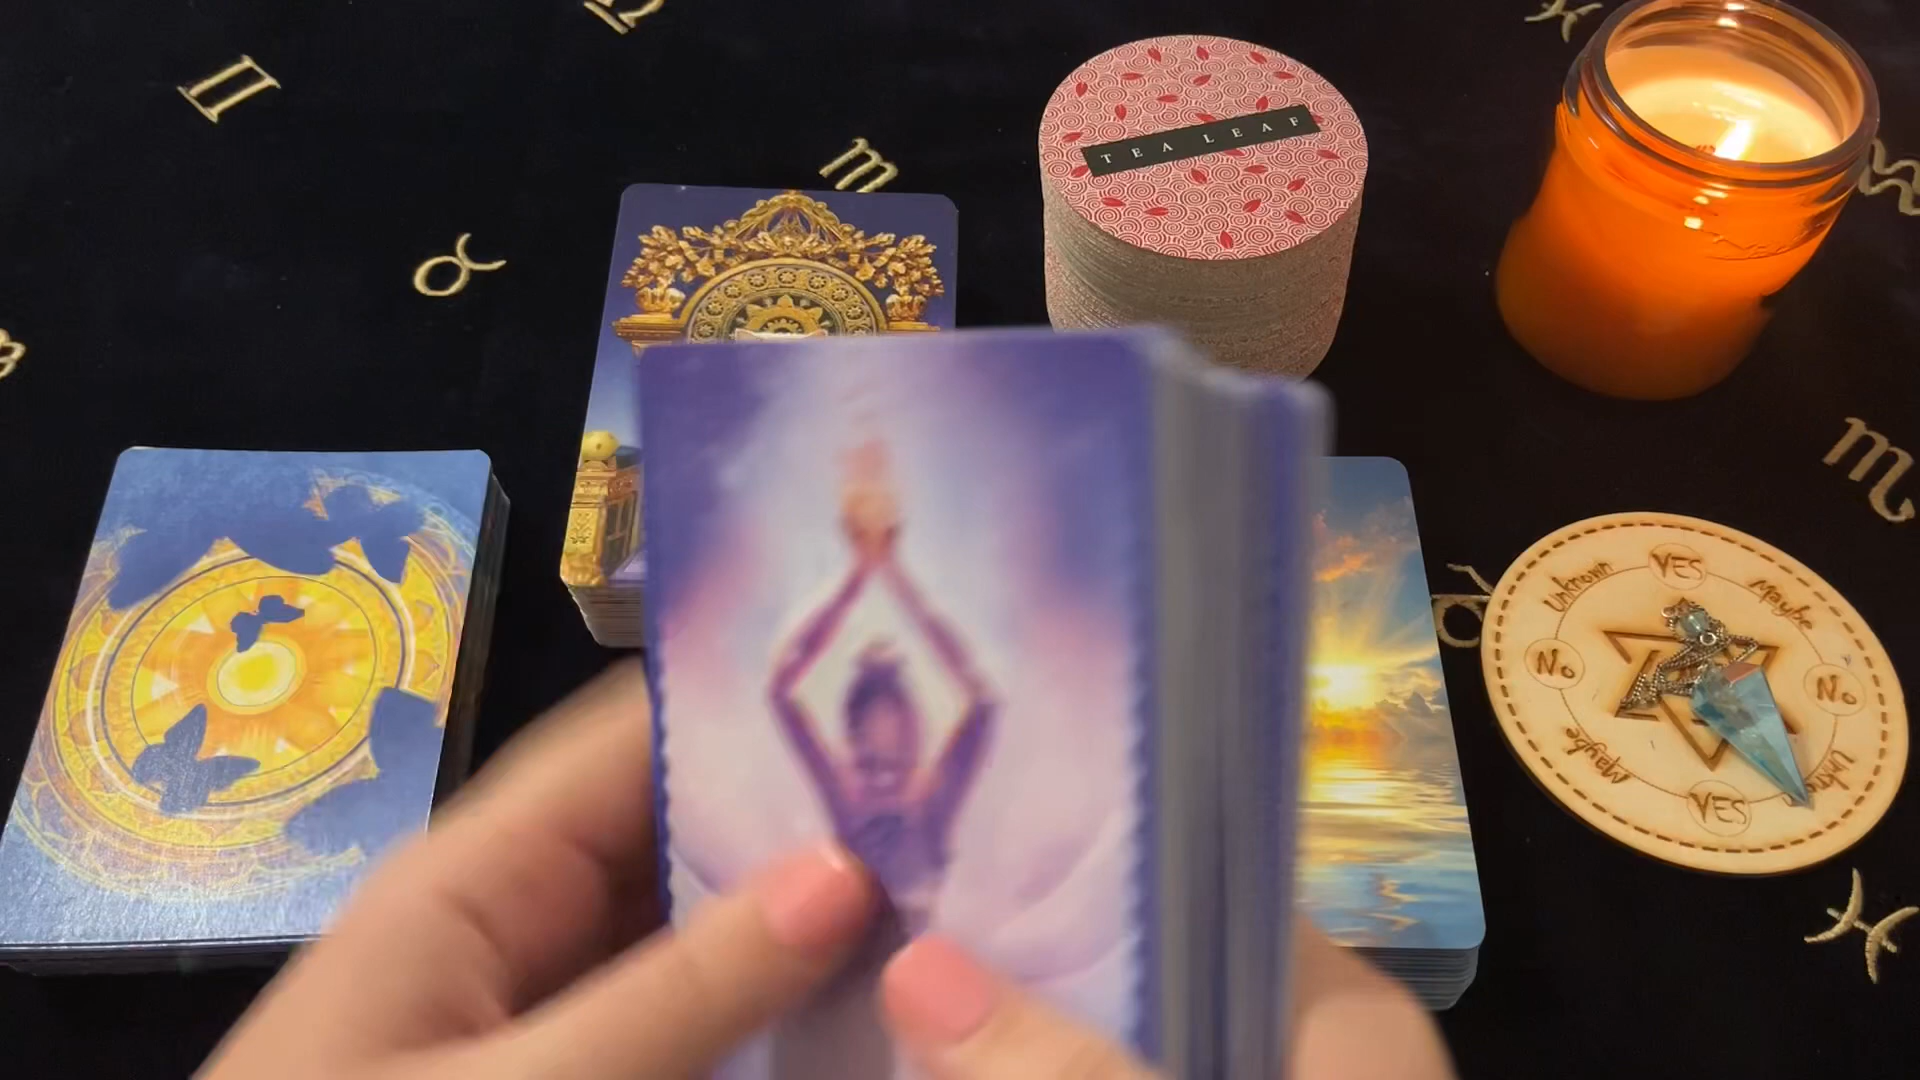 TEA LEAF
YES
Unknown
Maybe
No
No
Maybe
YES